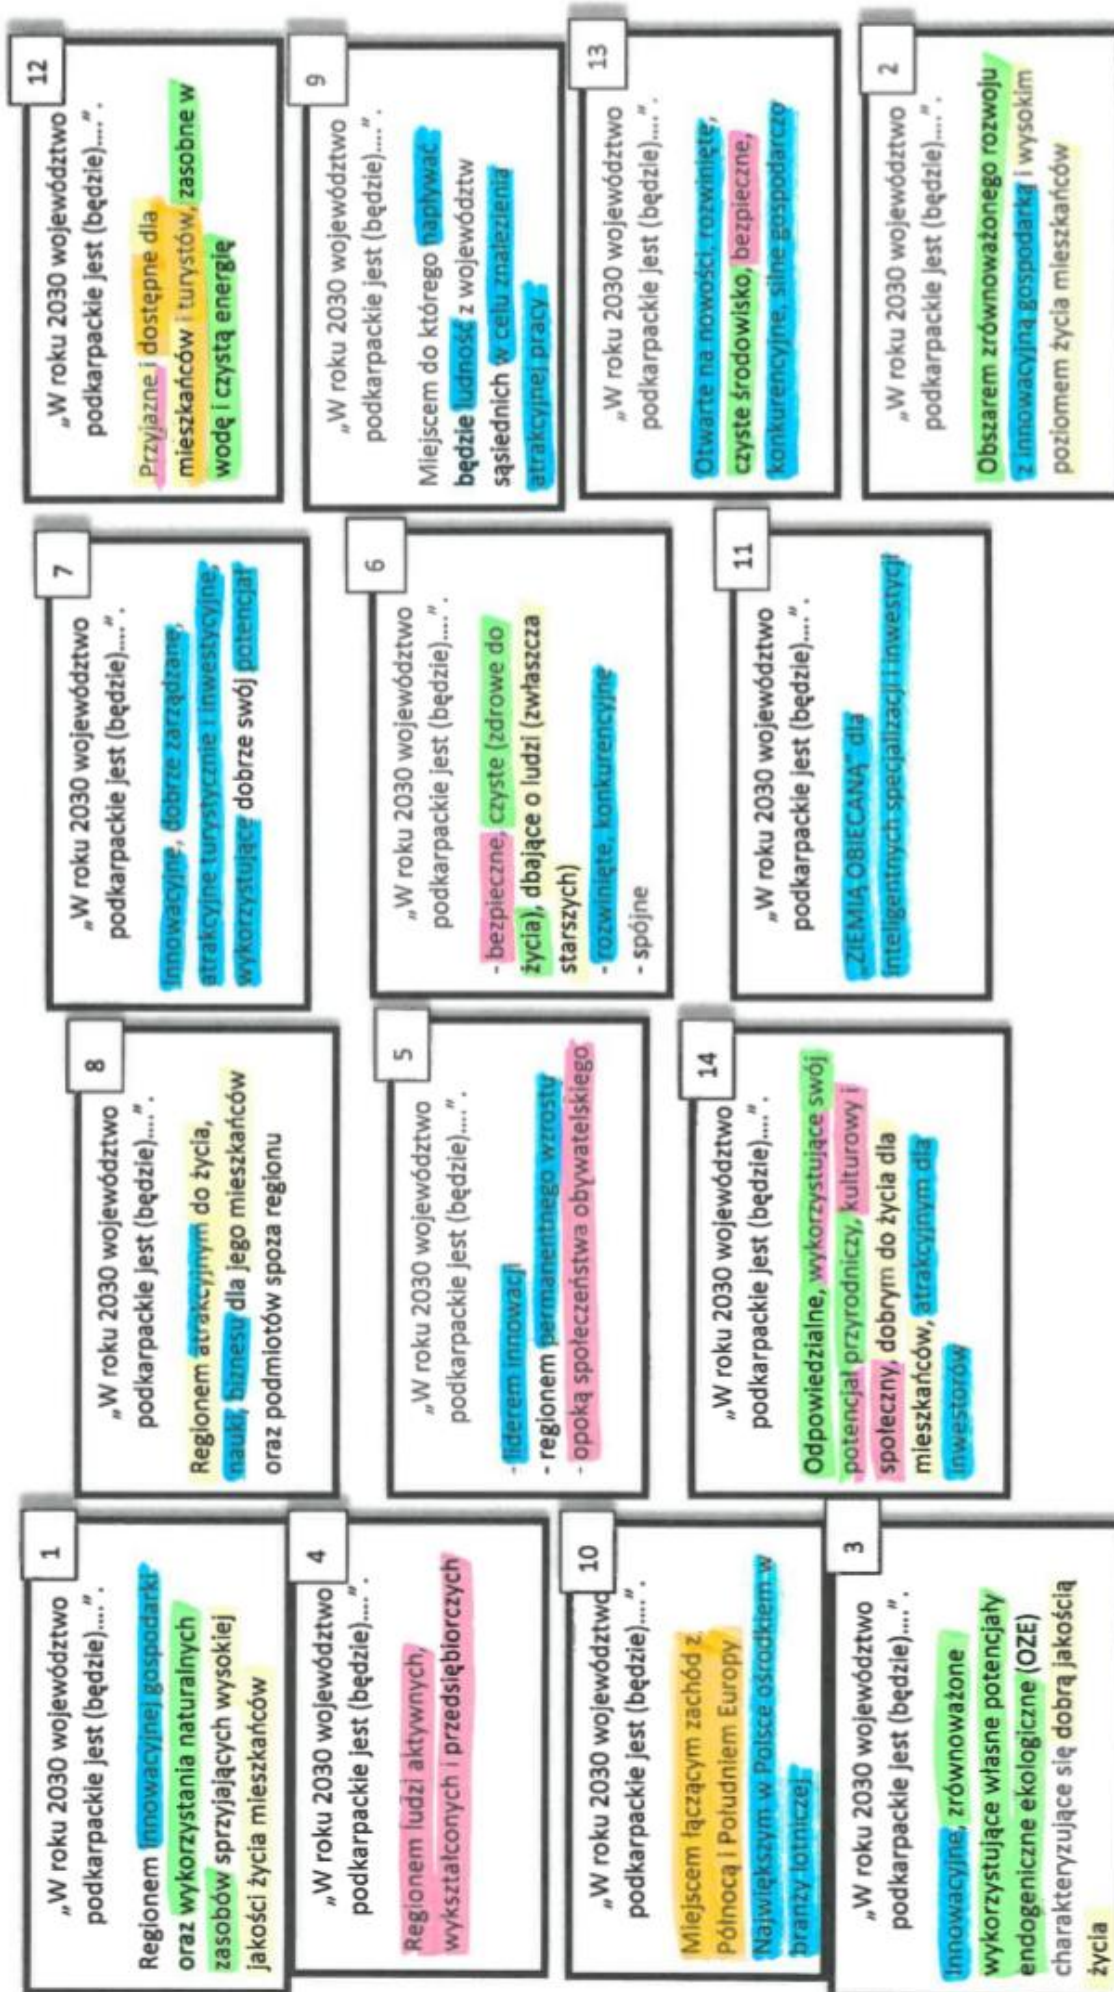 1
„W roku 2030 województwo
podkarpackie jest (będzie)....".
Regionem innowacyjnej gospodarki
oraz wykorzystania naturalnych
zasobów sprzyjających wysokiej
jakości życia mieszkańców
4
„W roku 2030 województwo
podkarpackie jest (będzie)....".
Regionem ludzi aktywnych,
wykształconych i przedsiębiorczych
10
„W roku 2030 województwo
podkarpackie jest (będzie)....".
Miejscem łączącym zachód z
Północą i Południem Europy
Największym w Polsce ośrodkiem w
branży lotniczej
3
„W roku 2030 województwo
podkarpackie jest (będzie)....".
Innowacyjne, zrównoważone
wykorzystujące własne potencjały
endogeniczne ekologiczne (OZE)
charakteryzujące się dobrą jakością
życia
8
„W roku 2030 województwo
podkarpackie jest (będzie)....".
Regionem atrakcyjnym do życia,
nauki, biznesu dla jego mieszkańców
oraz podmiotów spoza regionu
5
„W roku 2030 województwo
podkarpackie jest (będzie)....".
- liderem innowacji
- regionem permanentnego wzrostu
- opoką społeczeństwa obywatelskiego
14
„W roku 2030 województwo
podkarpackie jest (będzie)....".
Odpowiedzialne, wykorzystujące swój
potencjał przyrodniczy, kulturowy i
społeczny, dobrym do życia dla
mieszkańców, atrakcyjnym dla
inwestorów
7
„W roku 2030 województwo
podkarpackie jest (będzie)....".
Innowacyjne, dobrze zarządzane,
atrakcyjne turystycznie i inwestycyjne,
wykorzystujące dobrze swój potencjał
6
„W roku 2030 województwo
podkarpackie jest (będzie)....".
- bezpieczne, czyste (zdrowe do
życia), dbające o ludzi (zwłaszcza
starszych)
- rozwinięte, konkurencyjne
- spójne
11
„W roku 2030 województwo
podkarpackie jest (będzie)....".
„ZIEMIĄ OBIECANĄ" dla
inteligentnych specjalizacji i inwestycji
12
„W roku 2030 województwo
podkarpackie jest (będzie)....".
Przyjazne i dostępne dla
mieszkańców i turystów, zasobne w
wodę i czystą energię
9
„W roku 2030 województwo
podkarpackie jest (będzie)....".
Miejscem do którego napływać
będzie ludność z województw
sąsiednich w celu znalezienia
atrakcyjnej pracy
13
„W roku 2030 województwo
podkarpackie jest (będzie)....".
Otwarte na nowości, rozwinięte,
czyste środowisko, bezpieczne,
konkurencyjne, silne gospodarczo
2
„W roku 2030 województwo
podkarpackie jest (będzie)....".
Obszarem zrównoważonego rozwoju
z innowacyjną gospodarką i wysokim
poziomem życia mieszkańców